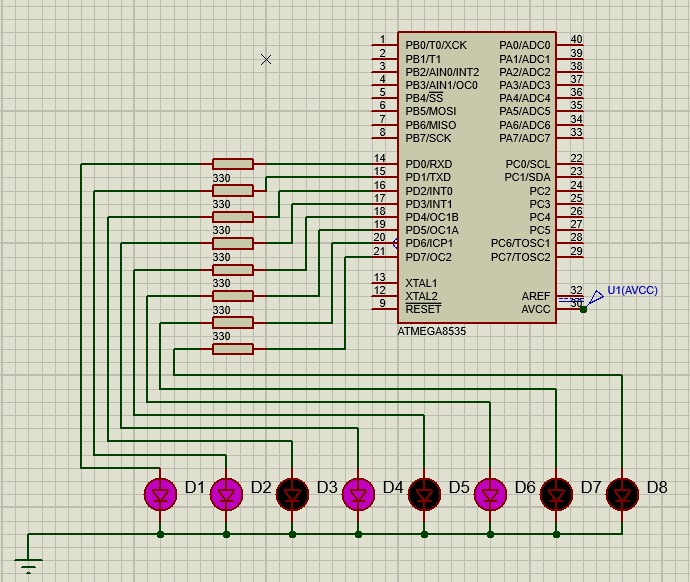 1 PB0/T0/XCK PA0/ADC0 40
2 PB1/T1 PA1/ADC1 39
3 PB2/AIN0/INT2 PA2/ADC2 38
4 PB3/AIN1/OC0 PA3/ADC3 37
5 PB4/SS PA4/ADC4 36
6 PB5/MOSI PA5/ADC5 35
7 PB6/MISO PA6/ADC6 34
8 PB7/SCK PA7/ADC7 33
14 PD0/RXD PC0/SCL 22
330 15 PD1/TXD PC1/SDA 23
16 PD2/INT0 PC2 24
330 17 PD3/INT1 PC3 25
18 PD4/OC1B PC4 26
330 19 PD5/OC1A PC5 27
20 PD6/ICP1 PC6/TOSC1 28
330 21 PD7/OC2 PC7/TOSC2 29
330 13 XTAL1
12 XTAL2 AREF 32 U1(AVCC)
330 9 RESET AVCC 30
330 ATMEGA8535
D1 D2 D3 D4 D5 D6 D7 D8